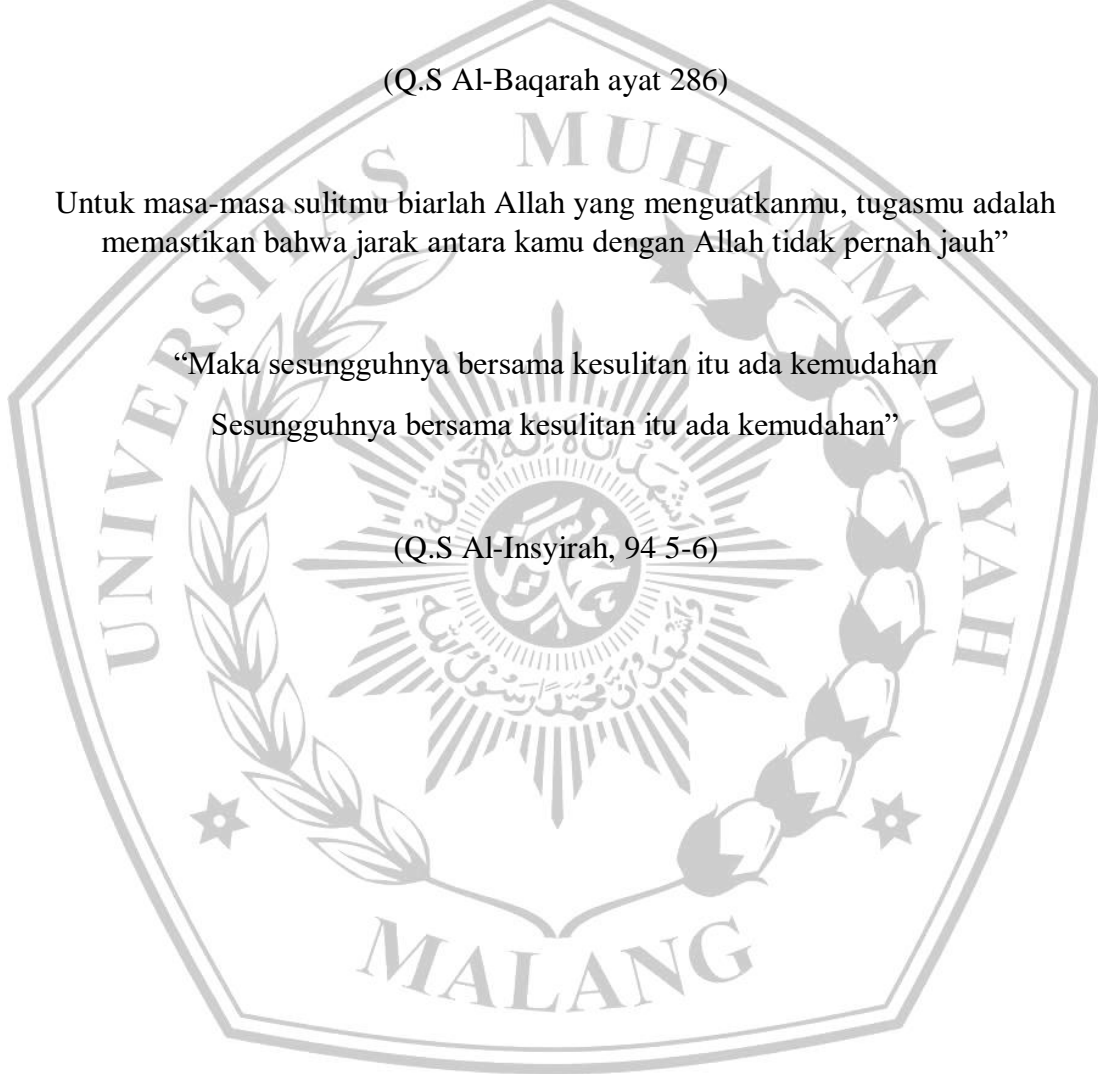 (Q.S Al-Baqarah ayat 286)
UNIVERSITAS MUHAMMADIYAH
Untuk masa-masa sulitmu biarlah Allah yang menguatkanmu, tugasmu adalah
memastikan bahwa jarak antara kamu dengan Allah tidak pernah jauh”
“Maka sesungguhnya bersama kesulitan itu ada kemudahan
Sesungguhnya bersama kesulitan itu ada kemudahan”
(Q.S Al-Insyirah, 94 5-6)
MALANG